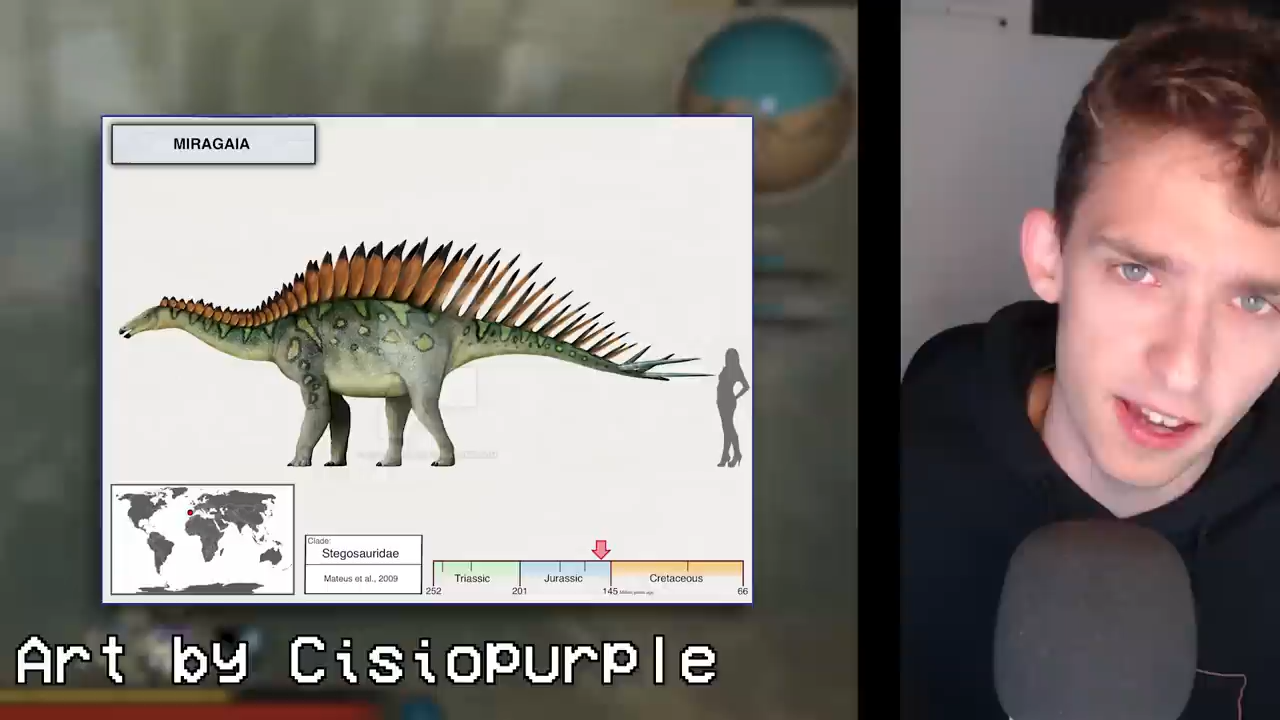 MIRAGAIA
Clade:
Stegosauridae
Mateus et al., 2009
Triassic
Jurassic
Cretaceous
252
201
145
66
Art by Cisiopurple